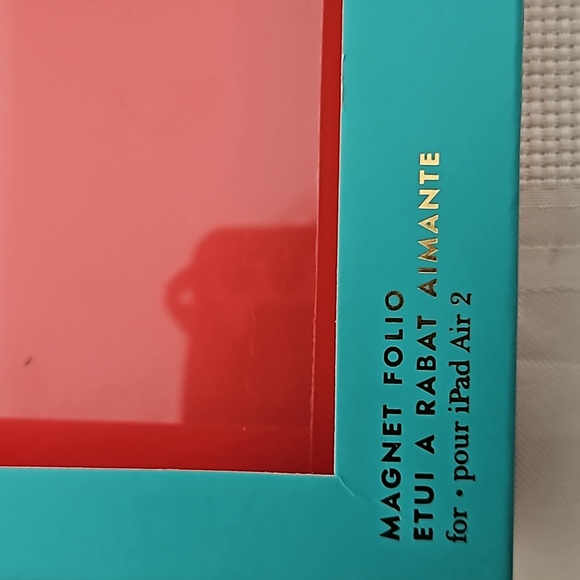 MAGNET FOLIO
ETUI A RABAT AIMANTE
for • pour iPad Air 2